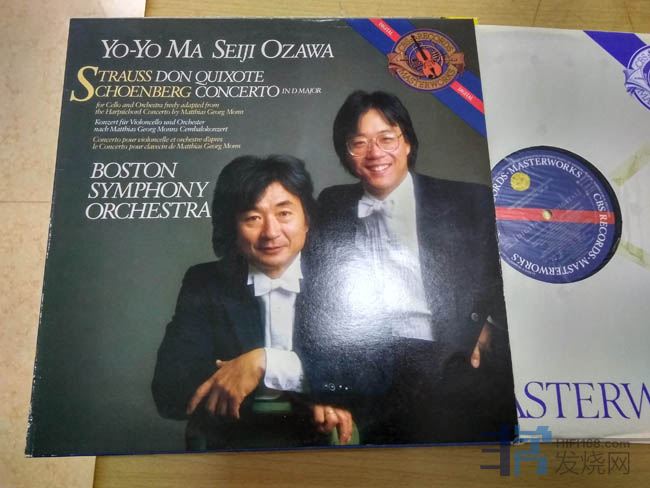 YO-YO MA SEIJI OZAWA
STRAUSS DON QUIXOTE
SCHOENBERG CONCERTO IN D MAJOR
for Cello and Orchestra freely adapted from
the Harpsichord Concerto by Matthias Georg Monn
Konzert für Violoncello und Orchester
nach Matthias Georg Monns Cembalokonzert
Concerto pour violoncelle et orchestre d'après
le Concerto pour clavecin de Matthias Georg Monn
BOSTON
SYMPHONY
ORCHESTRA
DIGITAL
CBS RECORDS
MASTERWORKS
DIGITAL
RECORDS · MASTERWORKS
CBS RECORDS MASTERWORKS
ASTERW
HiFi168.com
发烧网